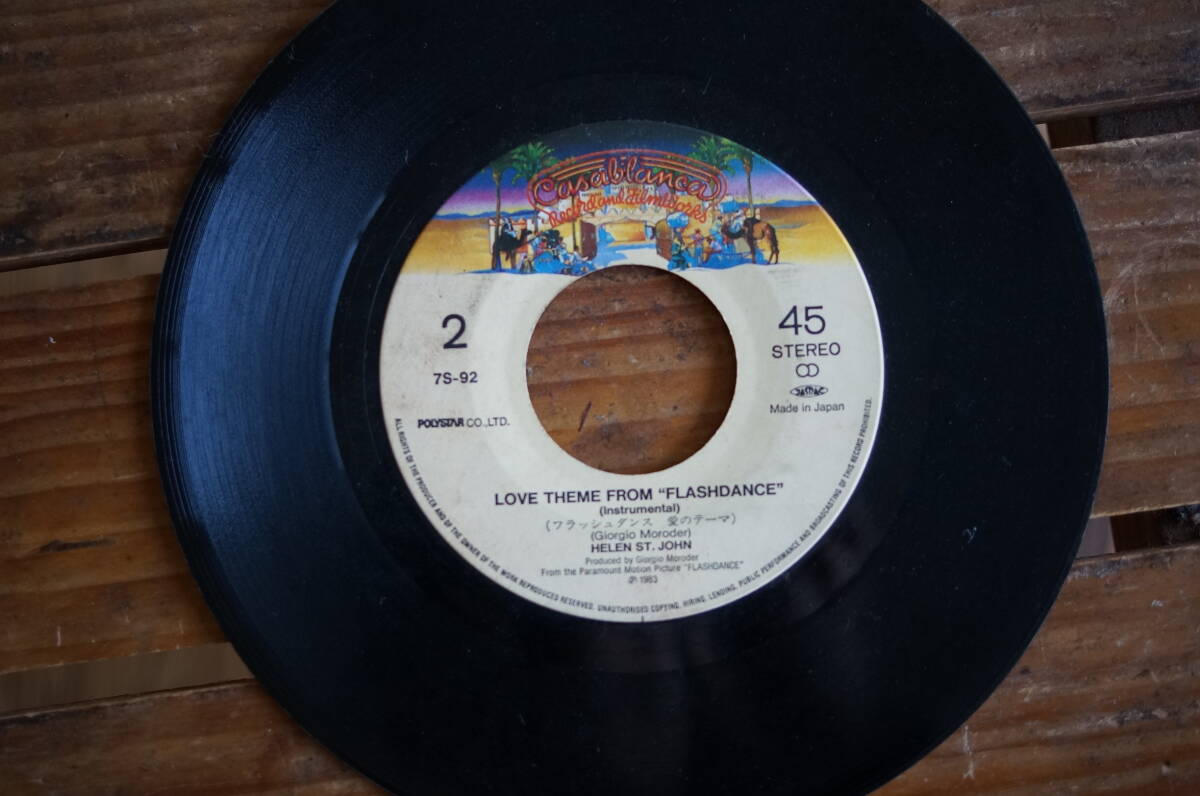 Casablanca
Record and FilmWorks
2
45
STEREO
7S-92
JASRAC
Made in Japan
POLYSTAR CO.,LTD.
LOVE THEME FROM "FLASHDANCE"
(Instrumental)
(フラッシュダンス 愛のテーマ)
(Giorgio Moroder)
HELEN ST. JOHN
Produced by Giorgio Moroder
From the Paramount Motion Picture "FLASHDANCE"
℗ 1983
ALL RIGHTS OF THE PRODUCER AND OF THE OWNER OF THE WORK REPRODUCED RESERVED. UNAUTHORISED COPYING, HIRING, LENDING, PUBLIC PERFORMANCE AND BROADCASTING OF THIS RECORD PROHIBITED.